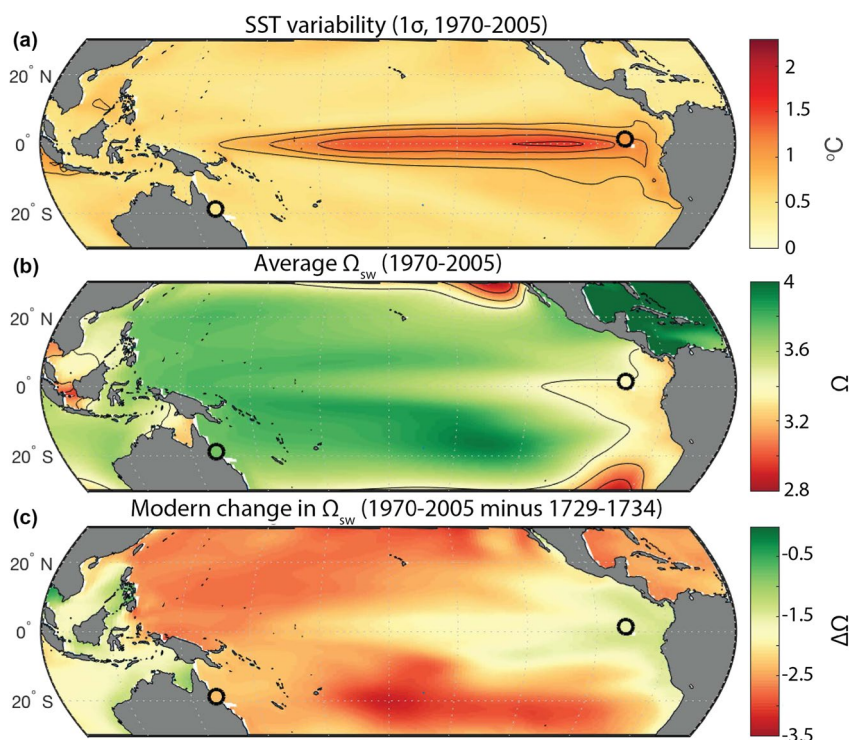 SST variability (1σ, 1970-2005)
(a)
20° N
0°
20° S
2
1.5
1
0.5
0
°C
Average Ωsw (1970-2005)
(b)
20° N
0°
20° S
4
3.6
3.2
2.8
Ω
Modern change in Ωsw (1970-2005 minus 1729-1734)
(c)
20° N
0°
20° S
-0.5
-1.5
-2.5
-3.5
ΔΩ